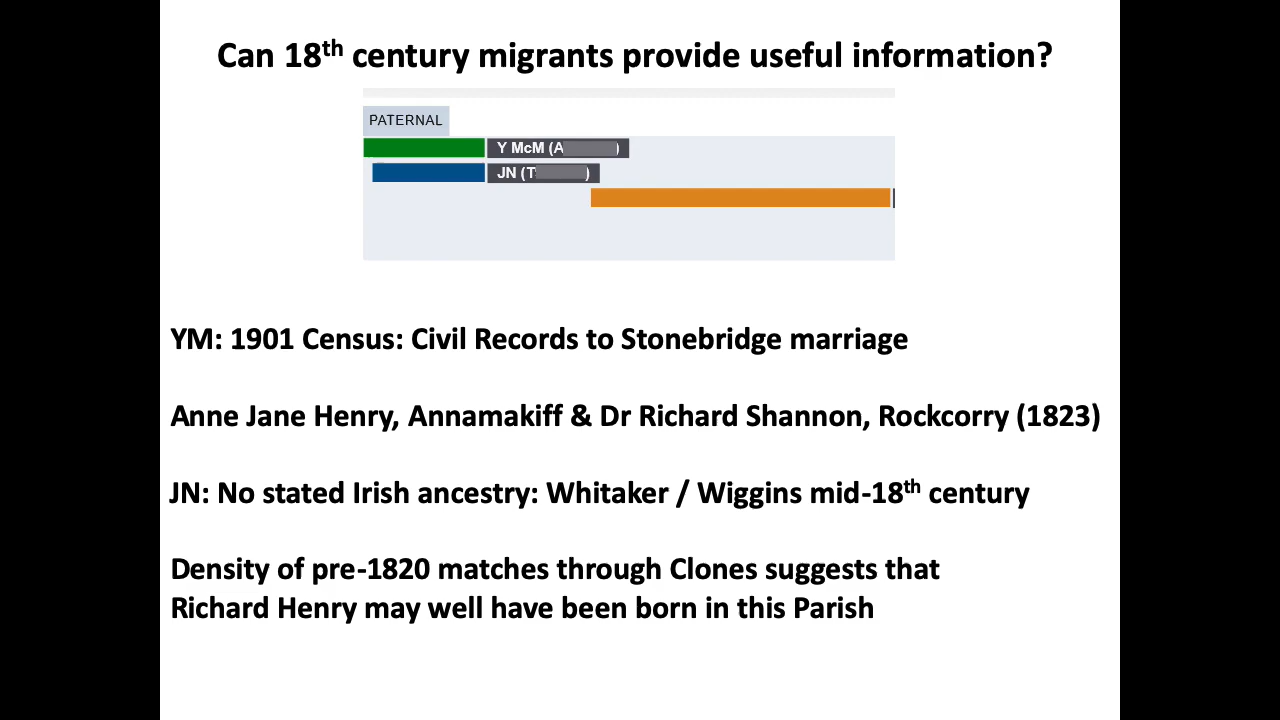 Can 18th century migrants provide useful information?
PATERNAL
Y McM (A )
JN (T )
YM: 1901 Census: Civil Records to Stonebridge marriage
Anne Jane Henry, Annamakiff & Dr Richard Shannon, Rockcorry (1823)
JN: No stated Irish ancestry: Whitaker / Wiggins mid-18th century
Density of pre-1820 matches through Clones suggests that
Richard Henry may well have been born in this Parish